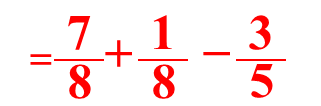 = 7/8 + 1/8 − 3/5